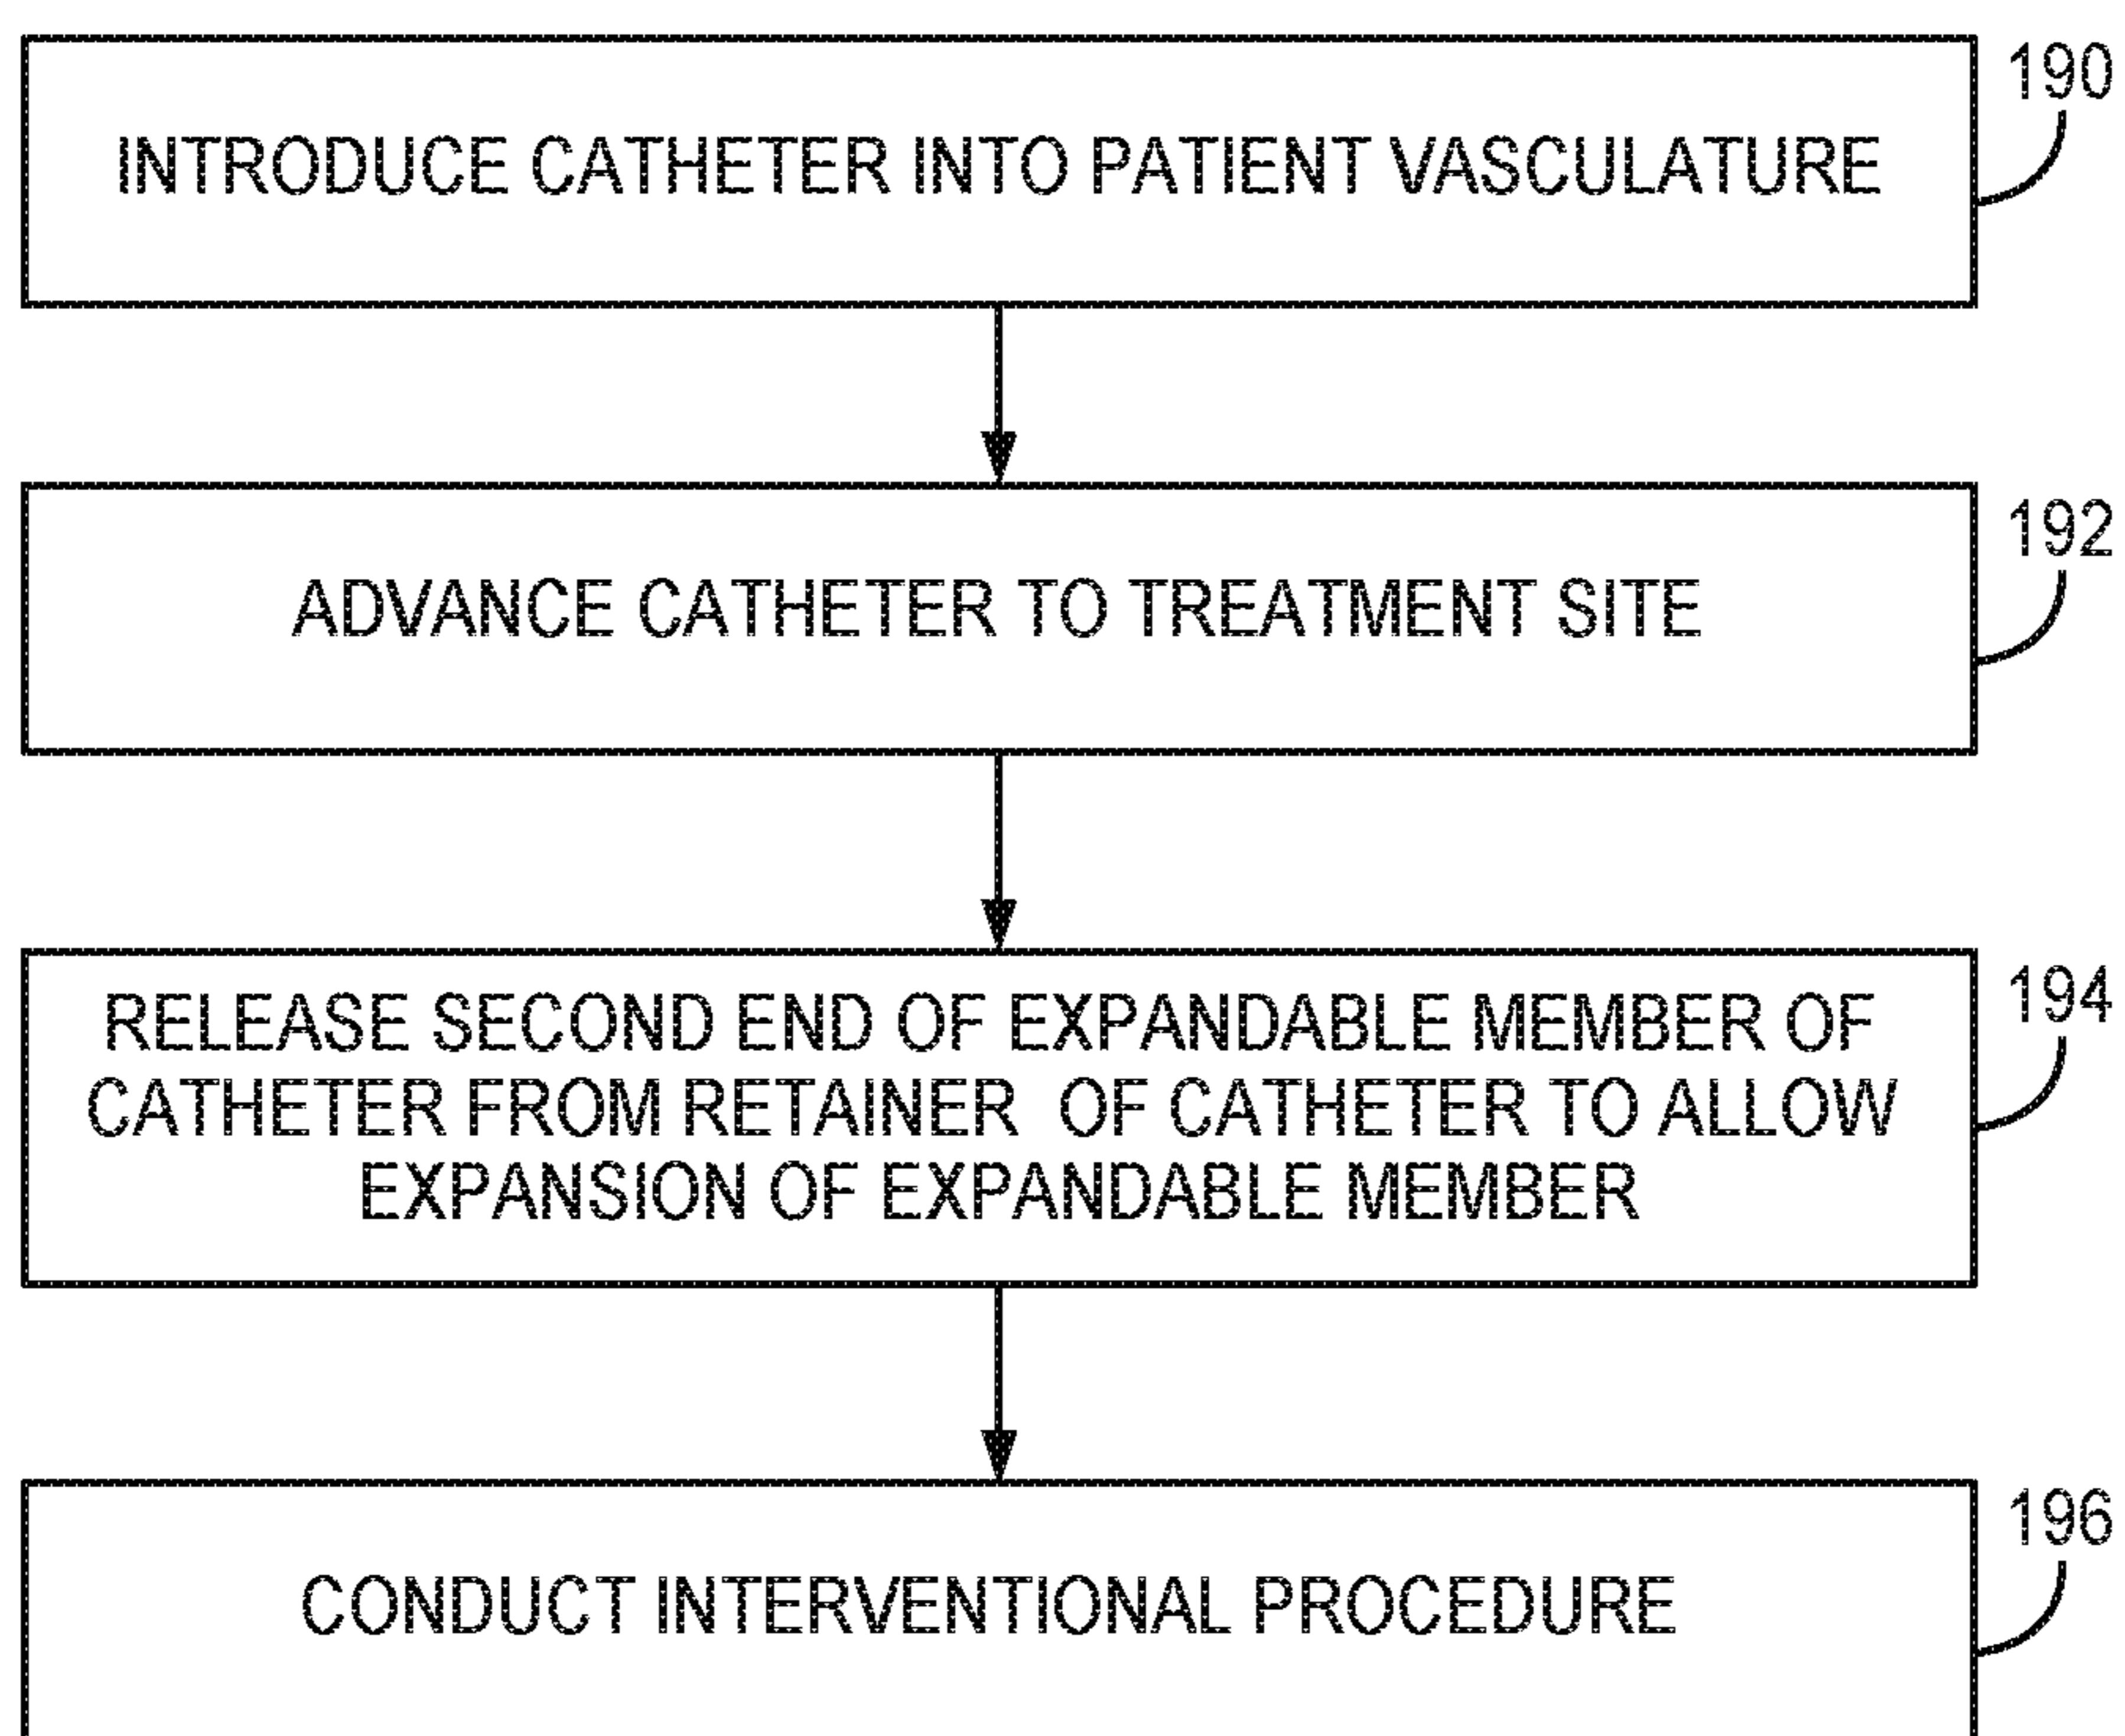 190
INTRODUCE CATHETER INTO PATIENT VASCULATURE
192
ADVANCE CATHETER TO TREATMENT SITE
194
RELEASE SECOND END OF EXPANDABLE MEMBER OF
CATHETER FROM RETAINER OF CATHETER TO ALLOW
EXPANSION OF EXPANDABLE MEMBER
196
CONDUCT INTERVENTIONAL PROCEDURE